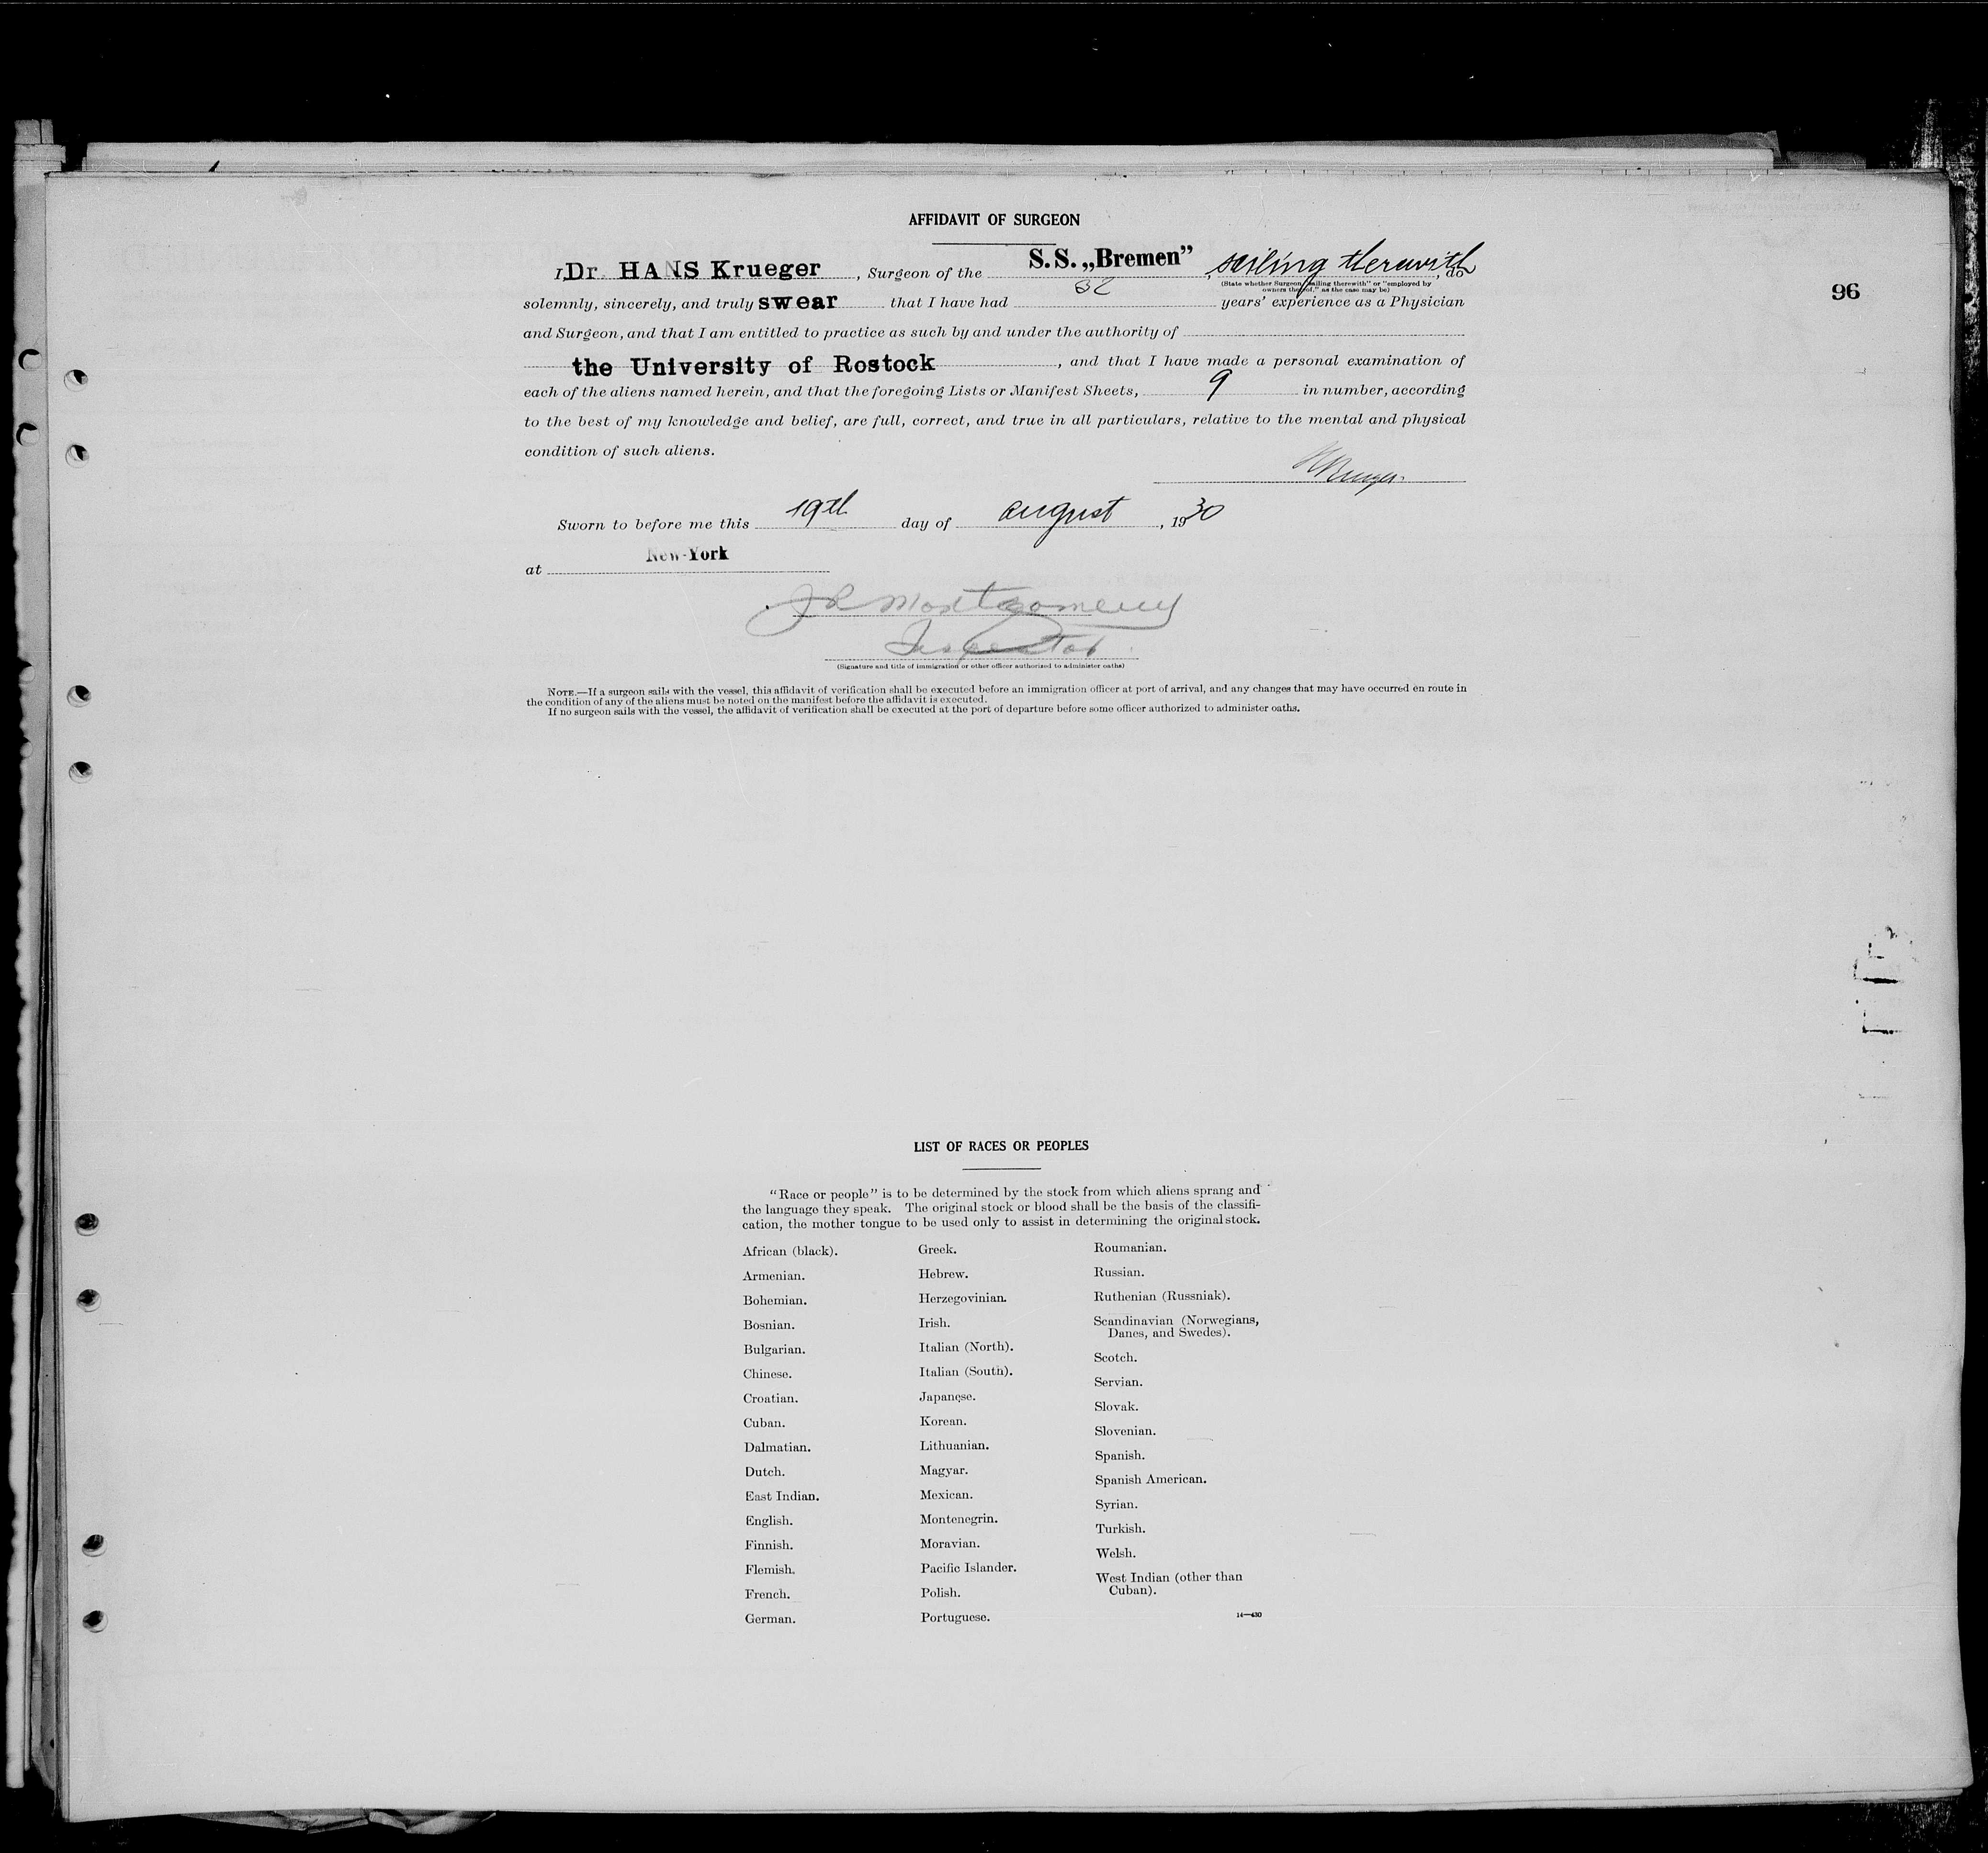 AFFIDAVIT OF SURGEON
I, Dr. HANS Krueger, Surgeon of the S. S. „Bremen”, sailing therewith, do
(State whether Surgeon "sailing therewith" or "employed by
owners thereof," as the case may be)
96
solemnly, sincerely, and truly swear that I have had 32 years' experience as a Physician
and Surgeon, and that I am entitled to practice as such by and under the authority of
the University of Rostock, and that I have made a personal examination of
each of the aliens named herein, and that the foregoing Lists or Manifest Sheets, 9 in number, according
to the best of my knowledge and belief, are full, correct, and true in all particulars, relative to the mental and physical
condition of such aliens.
Sworn to before me this 19th day of august, 1930
at New-York
JR Montgomery
Inspector
(Signature and title of immigration or other officer authorized to administer oaths)
NOTE.—If a surgeon sails with the vessel, this affidavit of verification shall be executed before an immigration officer at port of arrival, and any changes that may have occurred en route in
the condition of any of the aliens must be noted on the manifest before the affidavit is executed.
If no surgeon sails with the vessel, the affidavit of verification shall be executed at the port of departure before some officer authorized to administer oaths.
LIST OF RACES OR PEOPLES
"Race or people" is to be determined by the stock from which aliens sprang and
the language they speak. The original stock or blood shall be the basis of the classifi-
cation, the mother tongue to be used only to assist in determining the original stock.
African (black).
Armenian.
Bohemian.
Bosnian.
Bulgarian.
Chinese.
Croatian.
Cuban.
Dalmatian.
Dutch.
East Indian.
English.
Finnish.
Flemish.
French.
German.
Greek.
Hebrew.
Herzegovinian.
Irish.
Italian (North).
Italian (South).
Japanese.
Korean.
Lithuanian.
Magyar.
Mexican.
Montenegrin.
Moravian.
Pacific Islander.
Polish.
Portuguese.
Roumanian.
Russian.
Ruthenian (Russniak).
Scandinavian (Norwegians,
Danes, and Swedes).
Scotch.
Servian.
Slovak.
Slovenian.
Spanish.
Spanish American.
Syrian.
Turkish.
Welsh.
West Indian (other than
Cuban).
14—430